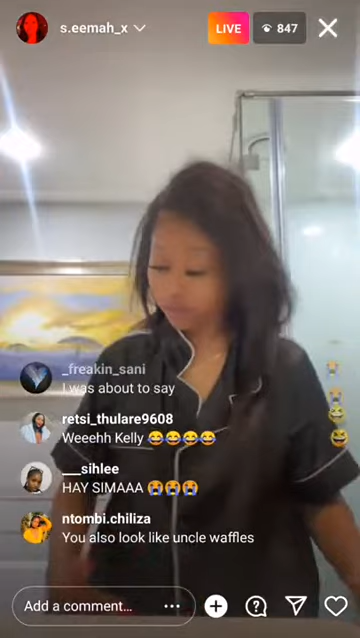 s.eemah_x
LIVE
847
_freakin_sani
I was about to say
retsi_thulare9608
Weeehh Kelly 😂😂😂😂
___sihlee
HAY SIMAAA 😭😭😭
ntombi.chiliza
You also look like uncle waffles
Add a comment...